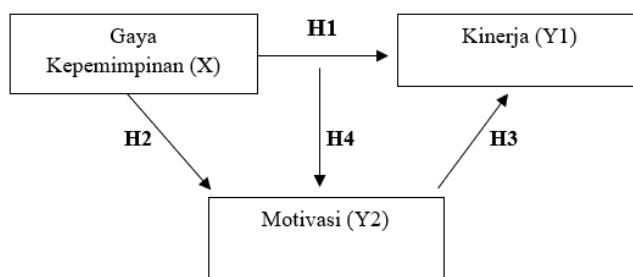 Gaya
Kepemimpinan (X)
H1
Kinerja (Y1)
H2
H4
H3
Motivasi (Y2)